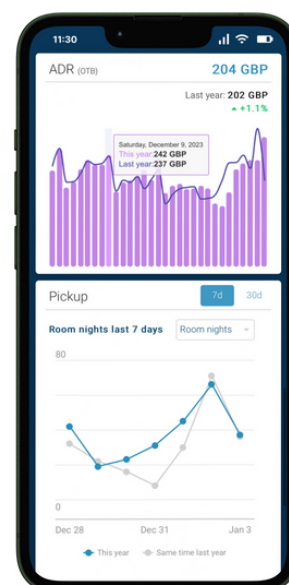 11:30
ADR (OTB) 204 GBP
Last year: 202 GBP
+1.1%
Saturday, December 9, 2023
This year:242 GBP
Last year:237 GBP
Pickup 7d 30d
Room nights last 7 days Room nights
80
0
Dec 28 Dec 31 Jan 3
This year Same time last year